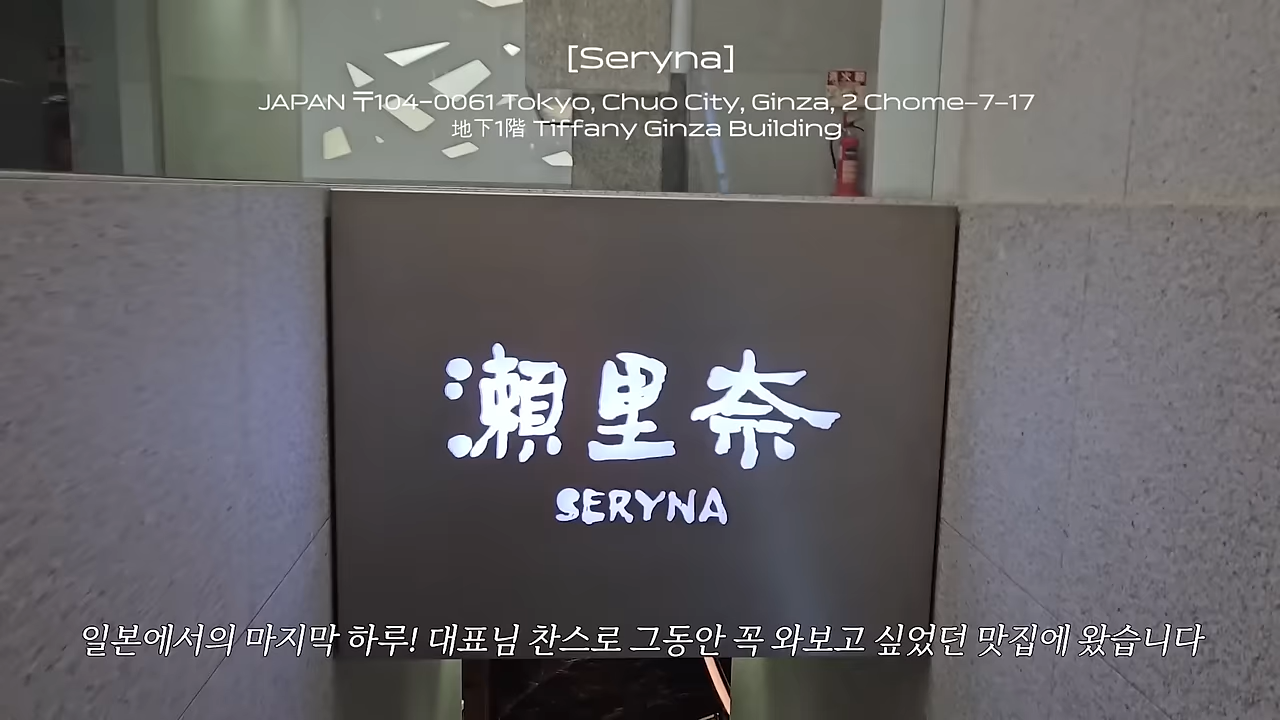 [Seryna]
JAPAN 〒104-0061 Tokyo, Chuo City, Ginza, 2 Chome-7-17
地下1階 Tiffany Ginza Building
瀬里奈
SERYNA
일본에서의 마지막 하루! 대표님 찬스로 그동안 꼭 와보고 싶었던 맛집에 왔습니다